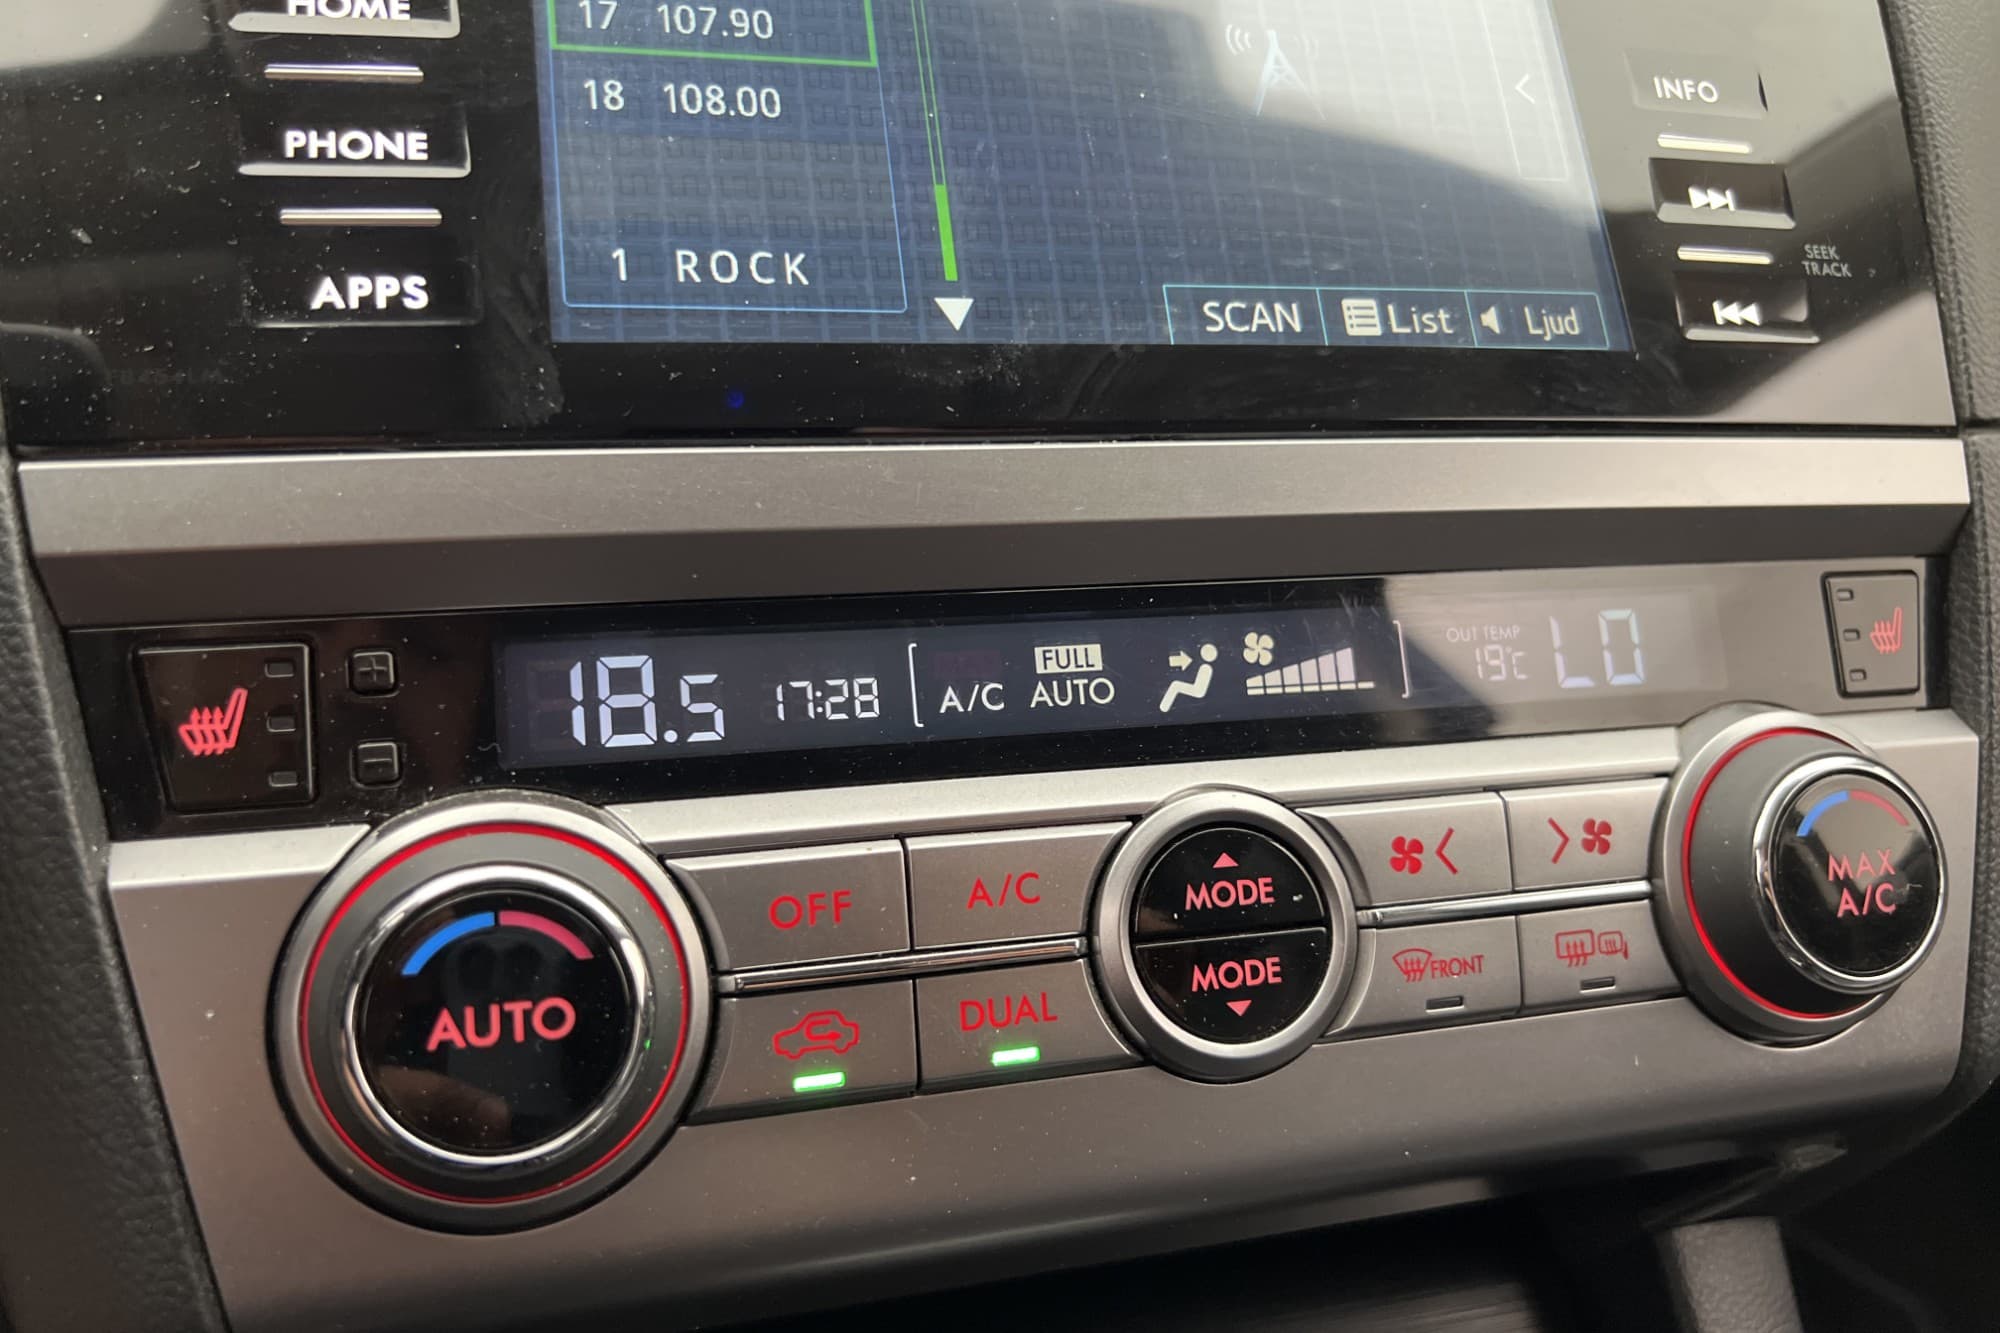 HOME
17 107.90
18 108.00
PHONE
INFO
SEEK
TRACK
APPS
1 ROCK
SCAN List Ljud
18.5 17:28 A/C FULL AUTO OUT TEMP 19°C LO
AUTO
OFF
A/C
DUAL
MODE
MODE
FRONT
MAX
A/C